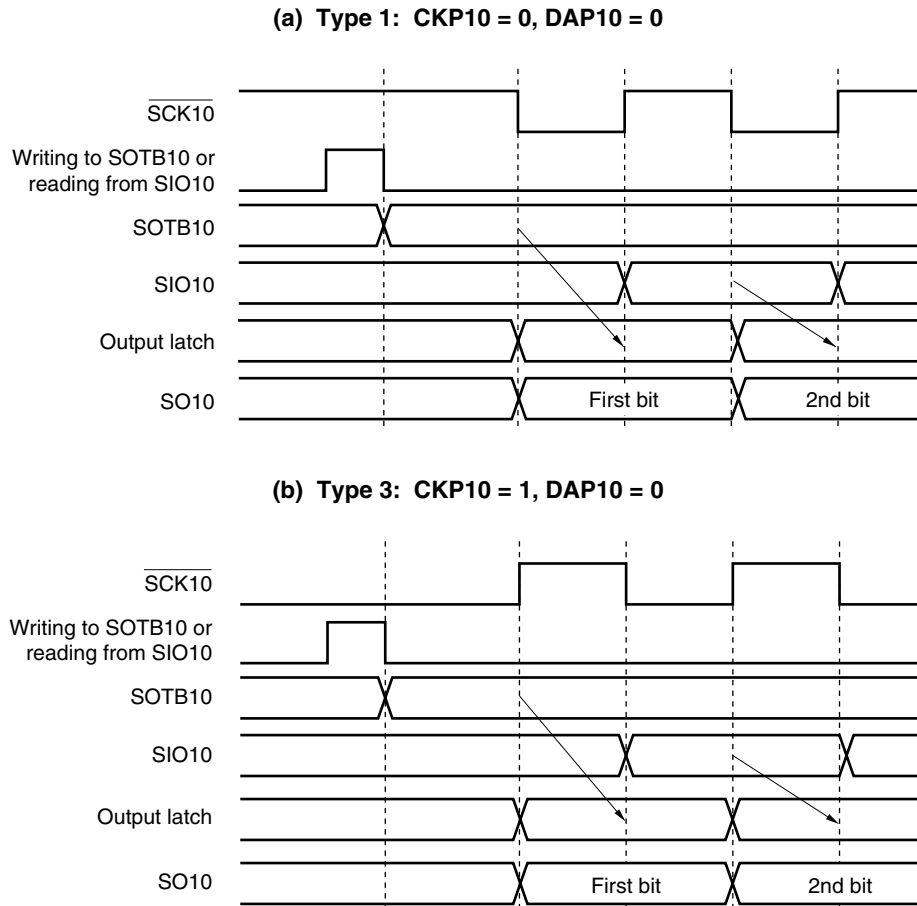 (a) Type 1: CKP10 = 0, DAP10 = 0
SCK10
Writing to SOTB10 or
reading from SIO10
SOTB10
SIO10
Output latch
SO10
First bit
2nd bit
(b) Type 3: CKP10 = 1, DAP10 = 0
SCK10
Writing to SOTB10 or
reading from SIO10
SOTB10
SIO10
Output latch
SO10
First bit
2nd bit